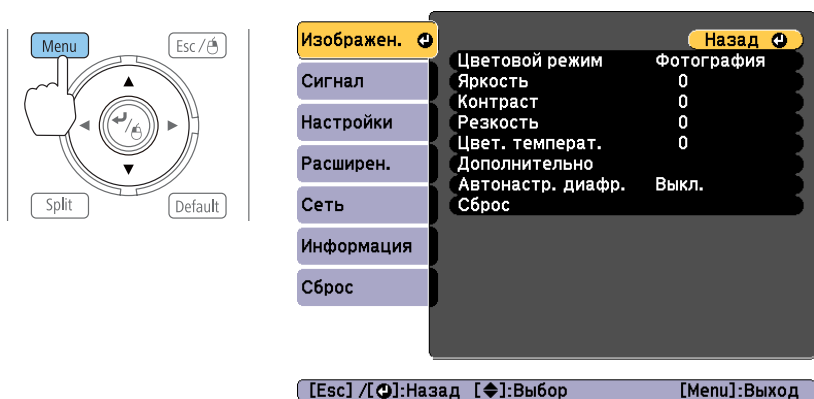 Menu
Esc /
Split
Default
Изображен.
Сигнал
Настройки
Расширен.
Сеть
Информация
Сброс
Назад
Цветовой режим Фотография
Яркость 0
Контраст 0
Резкость 0
Цвет. температ. 0
Дополнительно
Автонастр. диафр. Выкл.
Сброс
[Esc] /[ ]:Назад [ ]:Выбор [Menu]:Выход